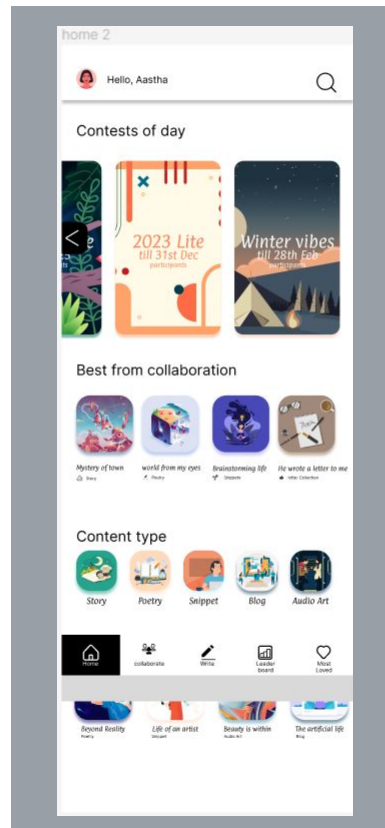 home 2
Hello, Aastha
Contests of day
e
ts
2023 Lite
till 31st Dec
participants
Winter vibes
till 28th Feb
participants
Best from collaboration
Mystery of town
Story
world from my eyes
Poetry
Brainstorming life
Snippets
He wrote a letter to me
letter Collection
Content type
Story
Poetry
Snippet
Blog
Audio Art
Home
collaborate
Write
Leader
board
Most
Loved
Beyond Reality
Poetry
Life of an artist
Snippet
Beauty is within
Audio Art
The artificial life
Blog